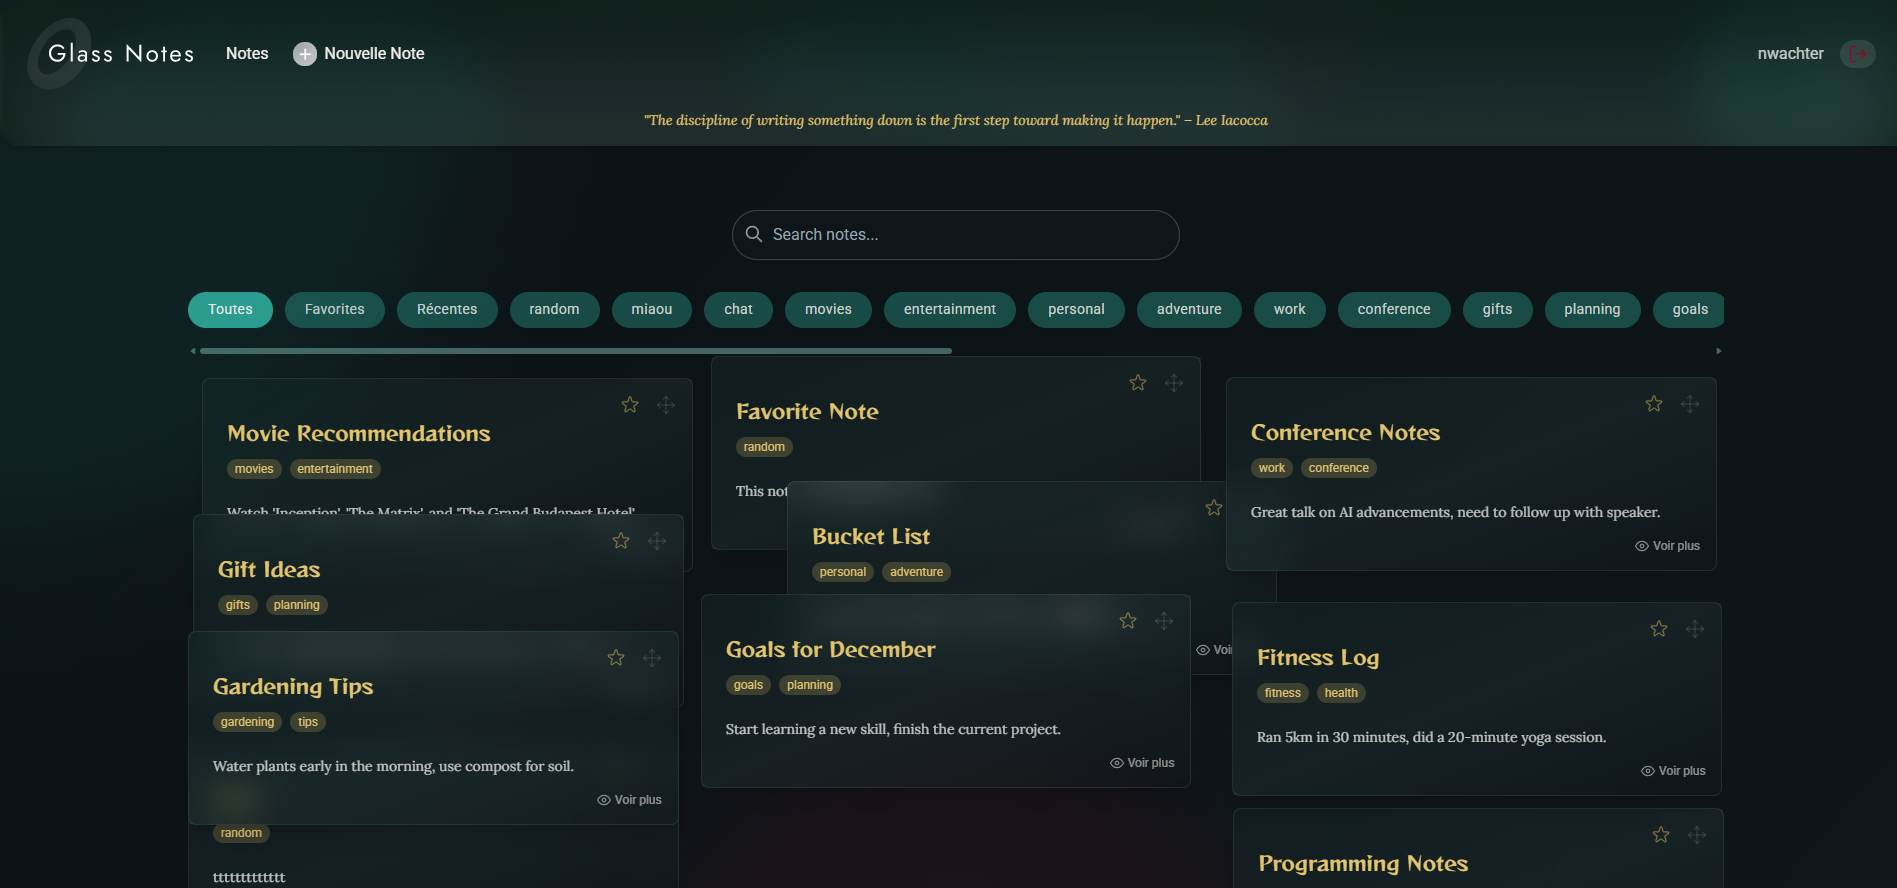 Glass Notes
Notes
Nouvelle Note
nwachter
"The discipline of writing something down is the first step toward making it happen." – Lee Iacocca
Search notes...
Toutes
Favorites
Récentes
random
miaou
chat
movies
entertainment
personal
adventure
work
conference
gifts
planning
goals
Movie Recommendations
movies entertainment
Watch 'Inception', 'The Matrix', and 'The Grand Budapest Hotel'.
Gift Ideas
gifts planning
Gardening Tips
gardening tips
Water plants early in the morning, use compost for soil.
Voir plus
random
ttttttttttttt
Favorite Note
random
This not
Bucket List
personal adventure
Voi
Goals for December
goals planning
Start learning a new skill, finish the current project.
Voir plus
Conference Notes
work conference
Great talk on AI advancements, need to follow up with speaker.
Voir plus
Fitness Log
fitness health
Ran 5km in 30 minutes, did a 20-minute yoga session.
Voir plus
Programming Notes